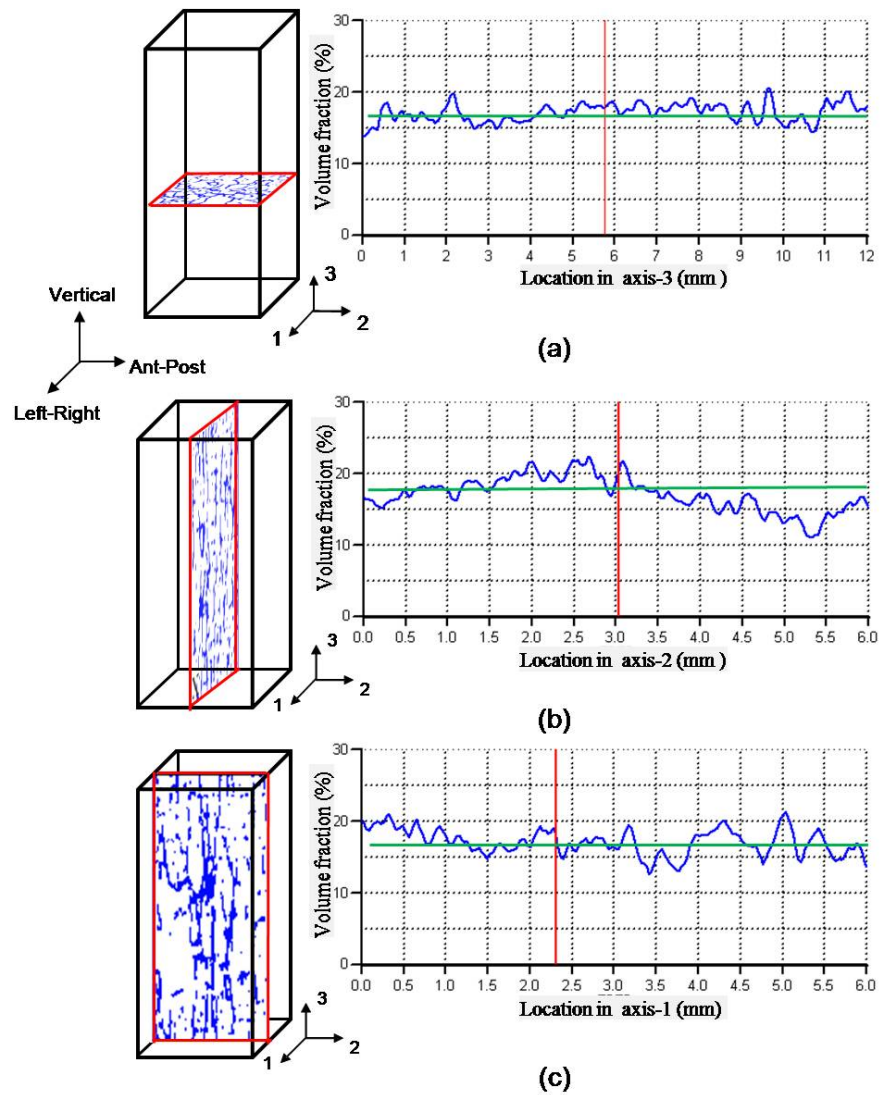 30
20
10
0
Volume fraction (%)
0 1 2 3 4 5 6 7 8 9 10 11 12
Location in axis-3 (mm )
3
2
1
(a)
Vertical
Ant-Post
Left-Right
30
20
10
0
Volume fraction (%)
0.0 0.5 1.0 1.5 2.0 2.5 3.0 3.5 4.0 4.5 5.0 5.5 6.0
Location in axis-2 (mm )
3
2
1
(b)
30
20
10
0
Volume fraction (%)
0.0 0.5 1.0 1.5 2.0 2.5 3.0 3.5 4.0 4.5 5.0 5.5 6.0
Location in axis-1 (mm)
3
2
1
(c)